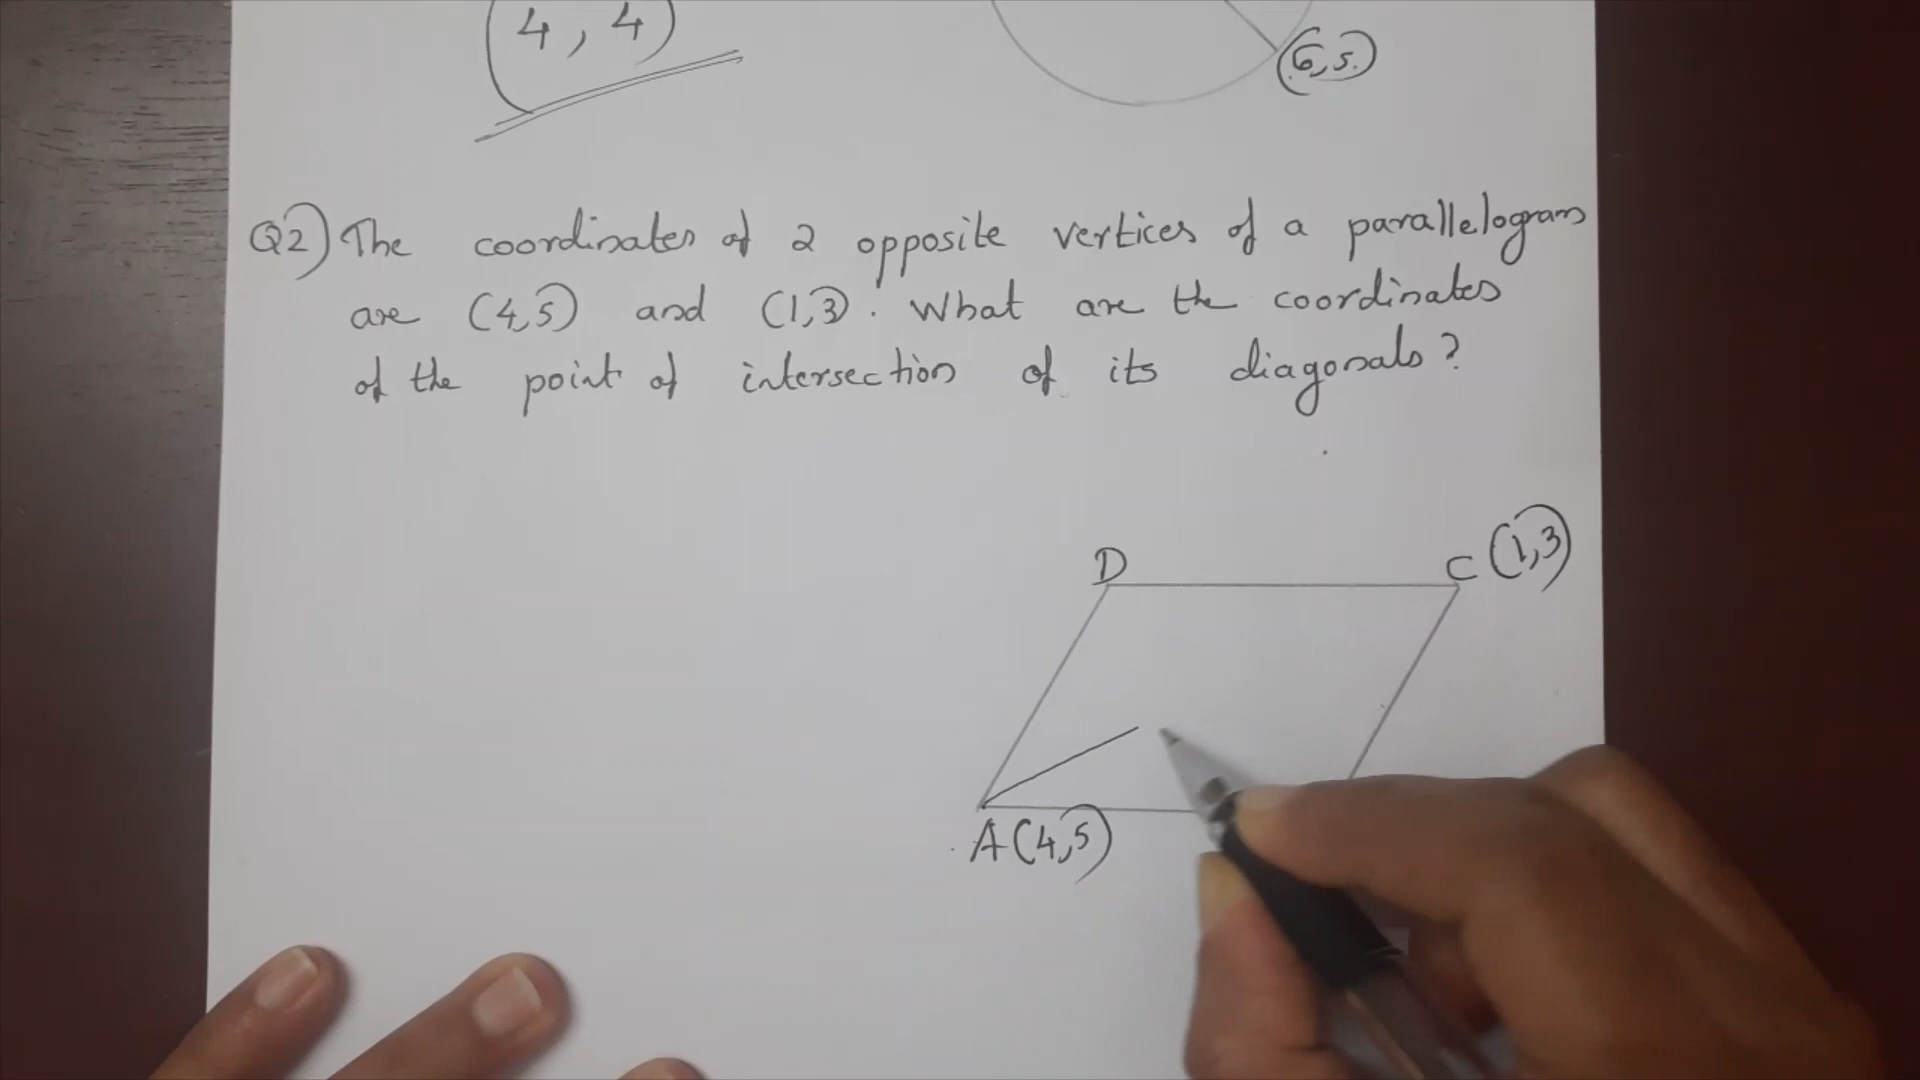 (4, 4)
(6,5)
Q2) The coordinates of 2 opposite vertices of a parallelogram
are (4,5) and (1,3). What are the coordinates
of the point of intersection of its diagonals?
D
C (1,3)
A (4,5)